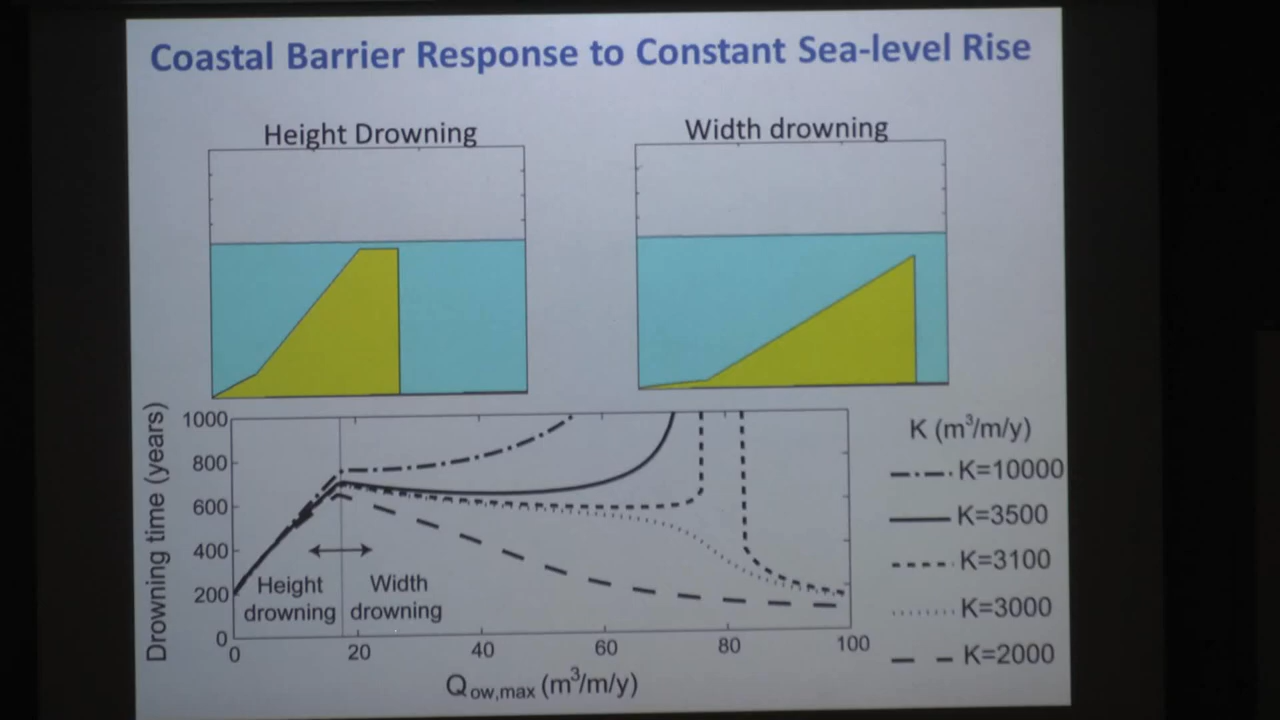 Coastal Barrier Response to Constant Sea-level Rise
Height Drowning
Width drowning
Drowning time (years)
1000
800
600
400
200
0
Height
drowning
Width
drowning
0
20
40
60
80
100
Qow,max (m³/m/y)
K (m³/m/y)
K=10000
K=3500
K=3100
K=3000
K=2000